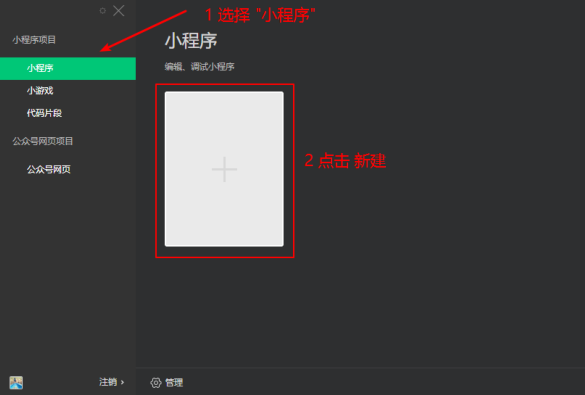 1 选择 "小程序"
小程序项目
小程序
小游戏
代码片段
公众号网页项目
公众号网页
注销 ›
小程序
编辑、调试小程序
2 点击 新建
管理